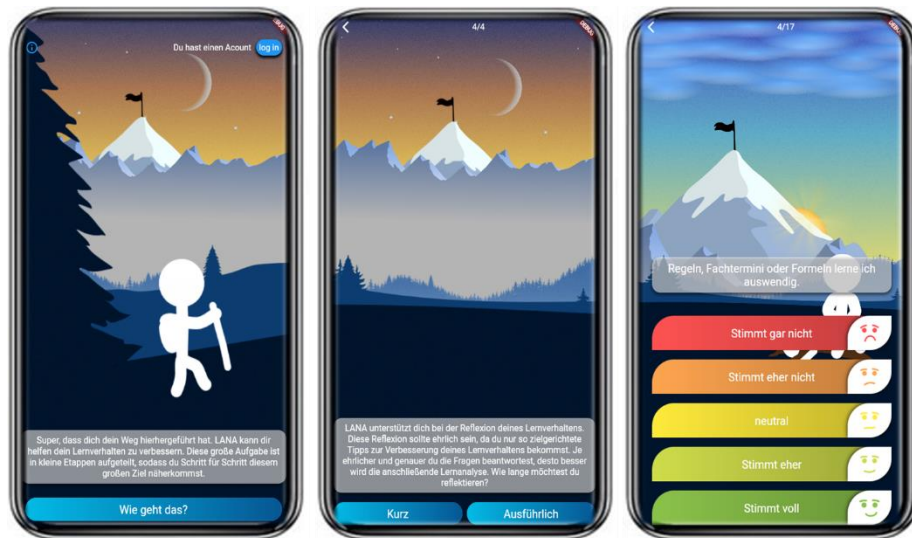 Du hast einen Acount
log in
Super, dass dich dein Weg hierhergeführt hat. LANA kann dir
helfen dein Lernverhalten zu verbessern. Diese große Aufgabe ist
in kleine Etappen aufgeteilt, sodass du Schritt für Schritt diesem
großen Ziel näherkommst.
Wie geht das?
4/4
LANA unterstützt dich bei der Reflexion deines Lernverhaltens.
Diese Reflexion sollte ehrlich sein, da du nur so zielgerichtete
Tipps zur Verbesserung deines Lernverhaltens bekommst. Je
ehrlicher und genauer du die Fragen beantwortest, desto besser
wird die anschließende Lernanalyse. Wie lange möchtest du
reflektieren?
Kurz
Ausführlich
4/17
Regeln, Fachtermini oder Formeln lerne ich
auswendig.
Stimmt gar nicht
Stimmt eher nicht
neutral
Stimmt eher
Stimmt voll